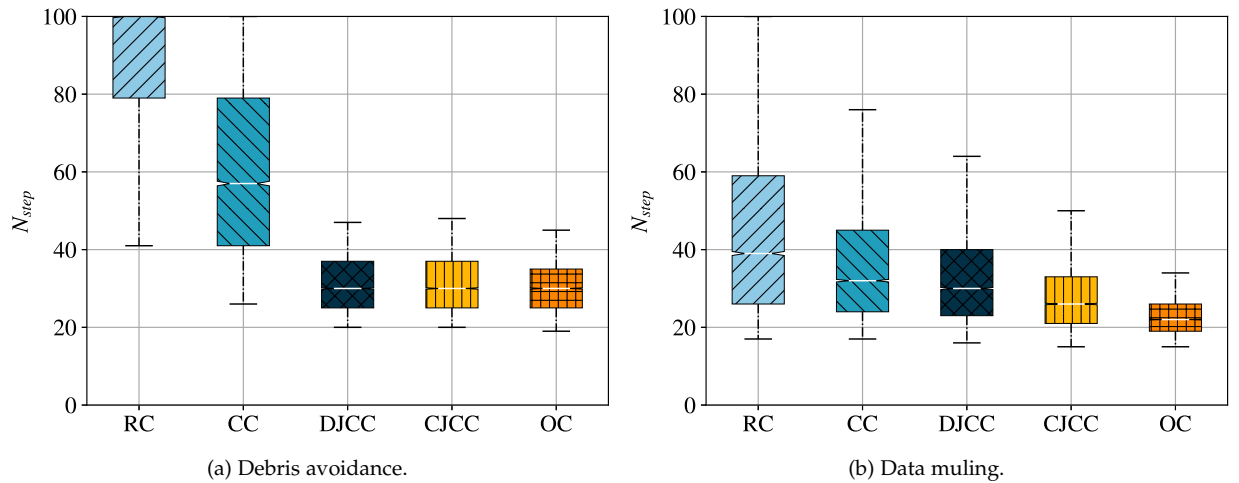 100
80
60
40
20
0
N_step
RC CC DJCC CJCC OC
(a) Debris avoidance.
100
80
60
40
20
0
N_step
RC CC DJCC CJCC OC
(b) Data muling.